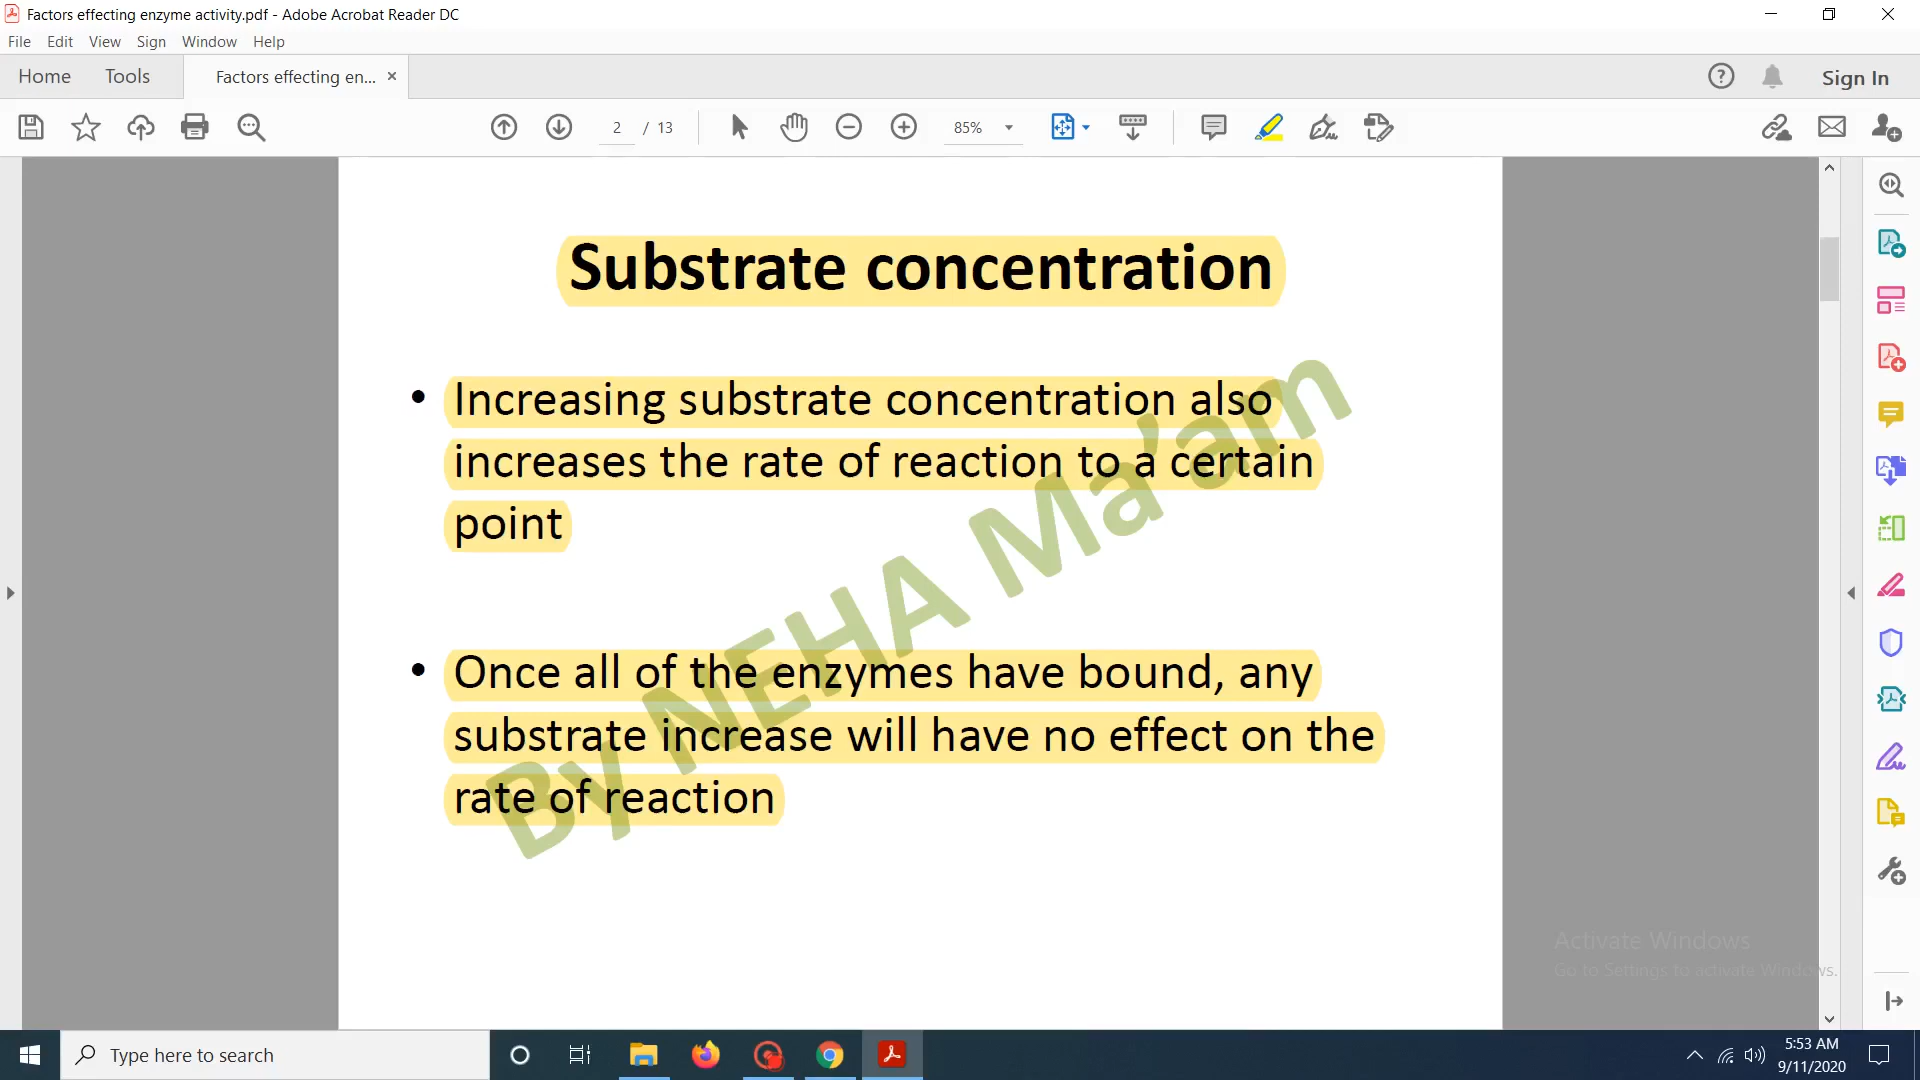 Factors effecting enzyme activity.pdf - Adobe Acrobat Reader DC
File Edit View Sign Window Help
Home Tools Factors effecting en... × Sign In
2 / 13 85%
Substrate concentration
• Increasing substrate concentration also
increases the rate of reaction to a certain
point
• Once all of the enzymes have bound, any
substrate increase will have no effect on the
rate of reaction
By NEHA Ma'am
Activate Windows
Go to Settings to activate Windows.
Type here to search
5:53 AM
9/11/2020